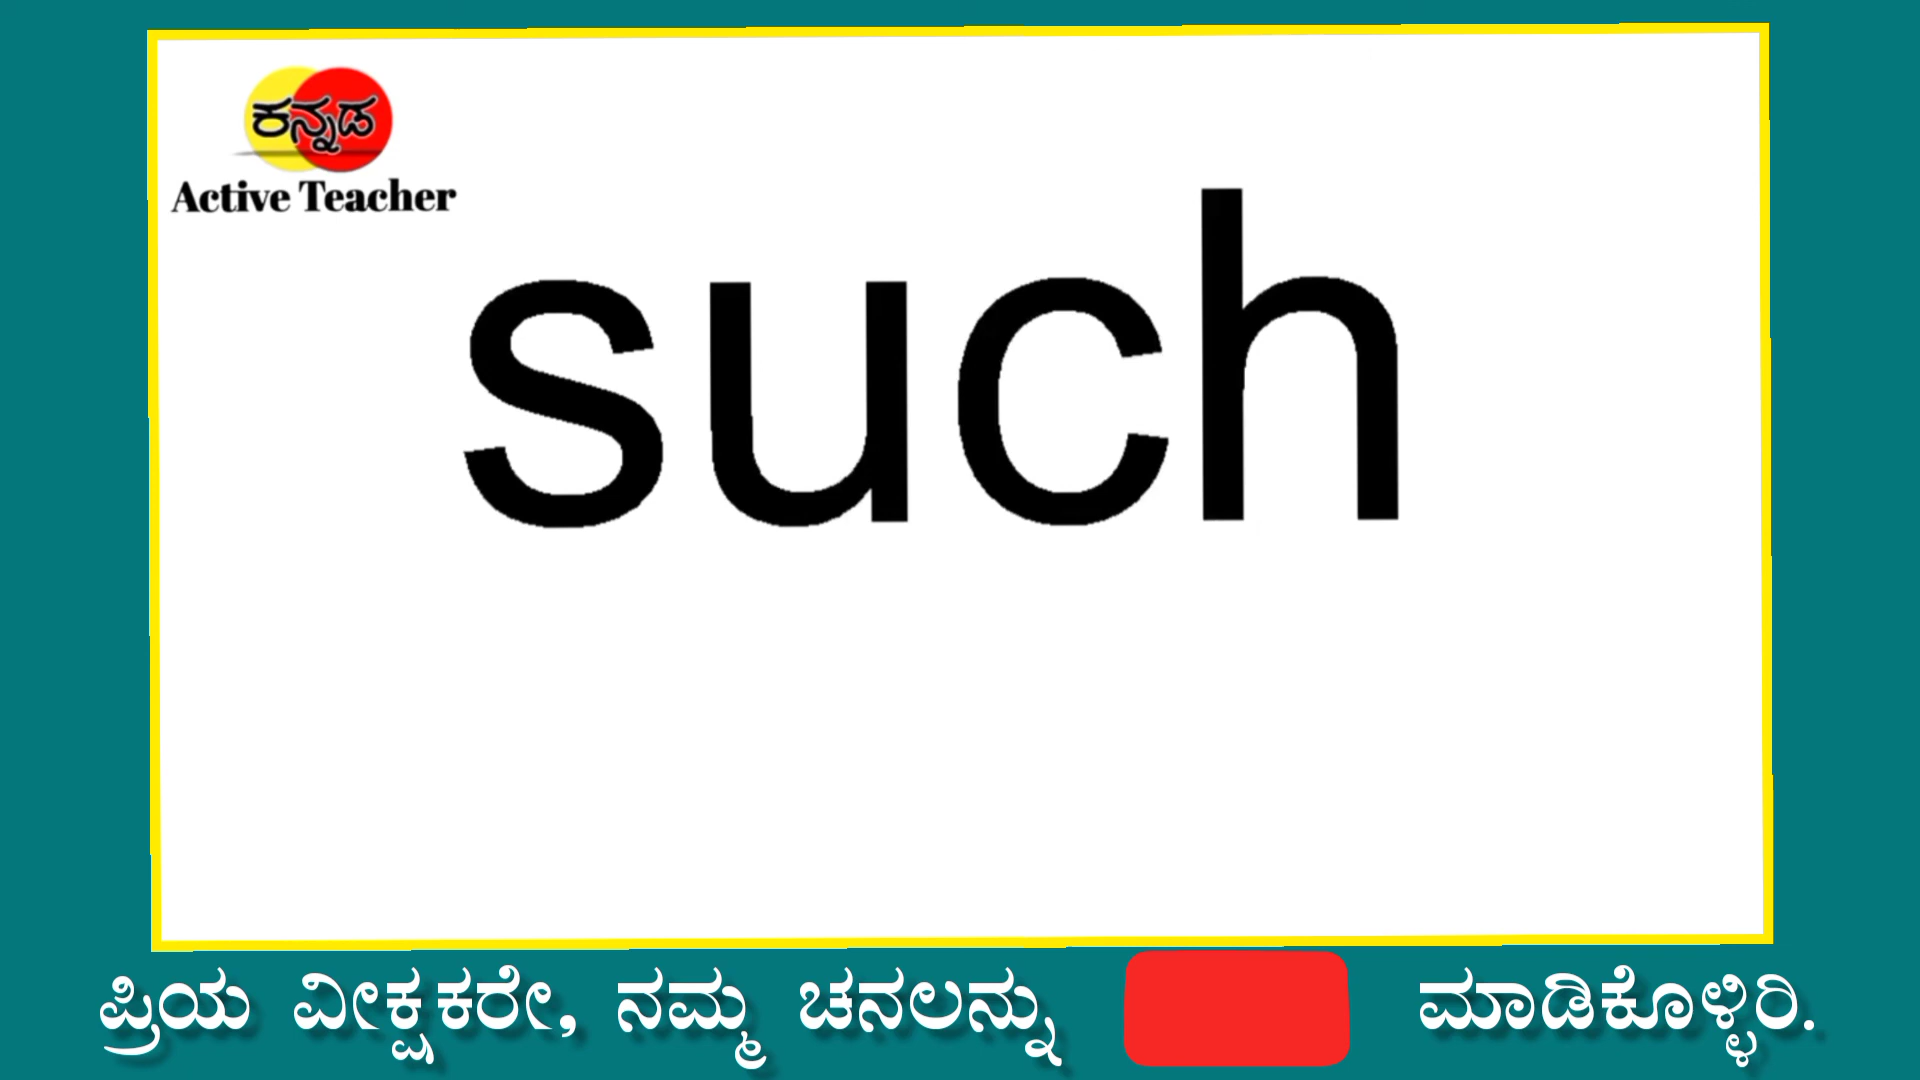 ಕನ್ನಡ
Active Teacher
such
ಪ್ರಿಯ ವೀಕ್ಷಕರೇ, ನಮ್ಮ ಚನಲನ್ನು ಮಾಡಿಕೊಳ್ಳಿರಿ.